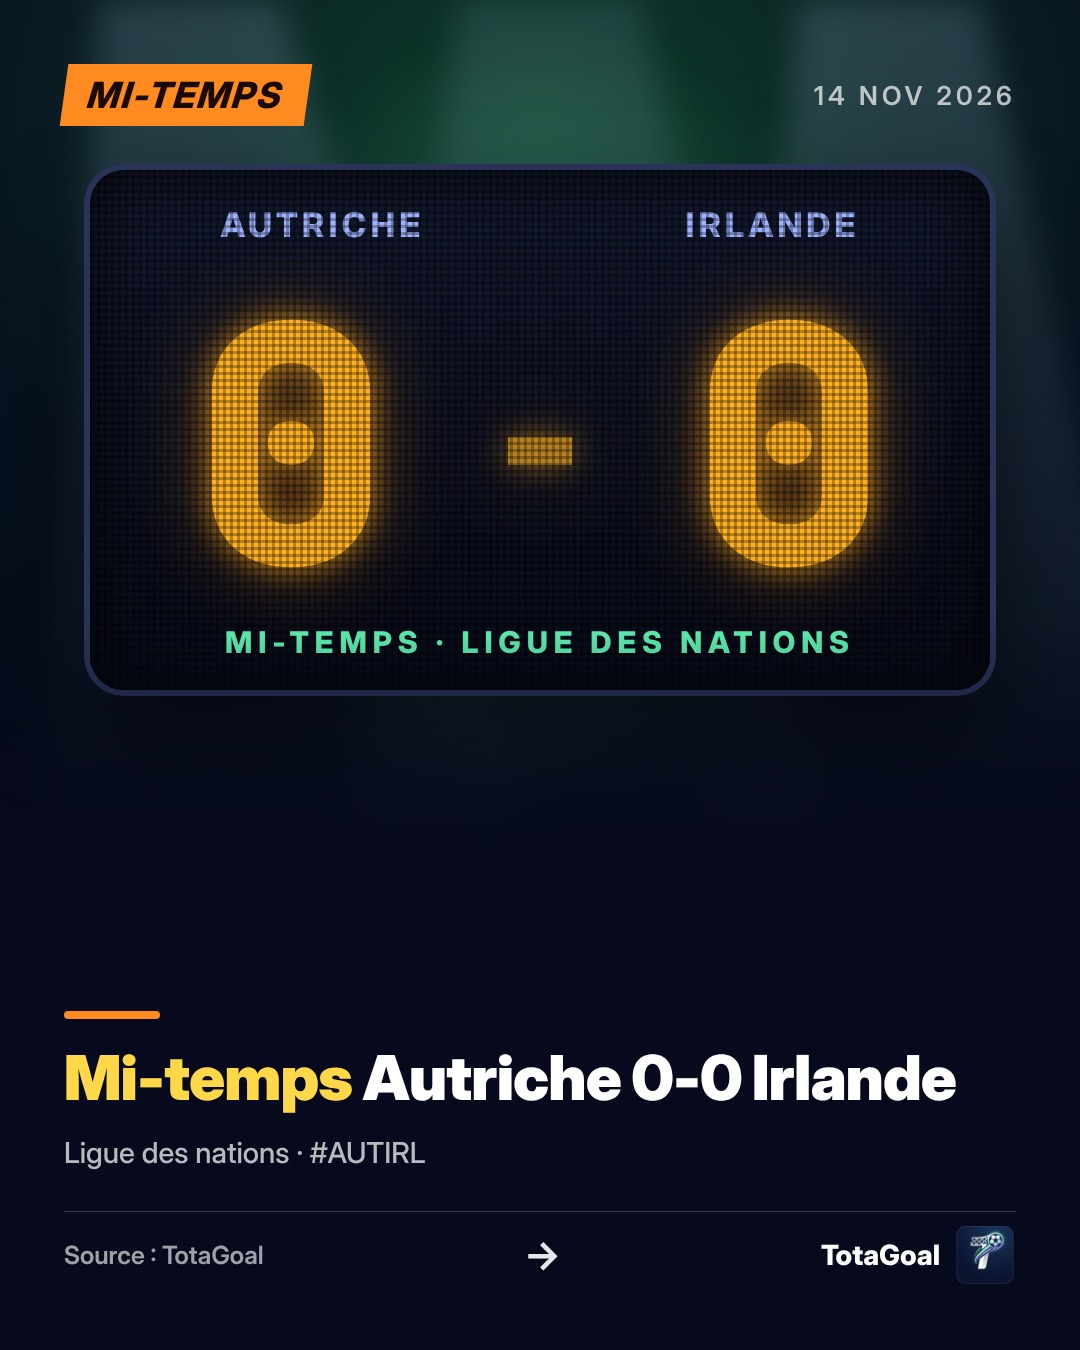 MI-TEMPS
14 NOV 2026
AUTRICHE IRLANDE
0 - 0
MI-TEMPS · LIGUE DES NATIONS
Mi-temps Autriche 0-0 Irlande
Ligue des nations · #AUTIRL
Source : TotaGoal → TotaGoal